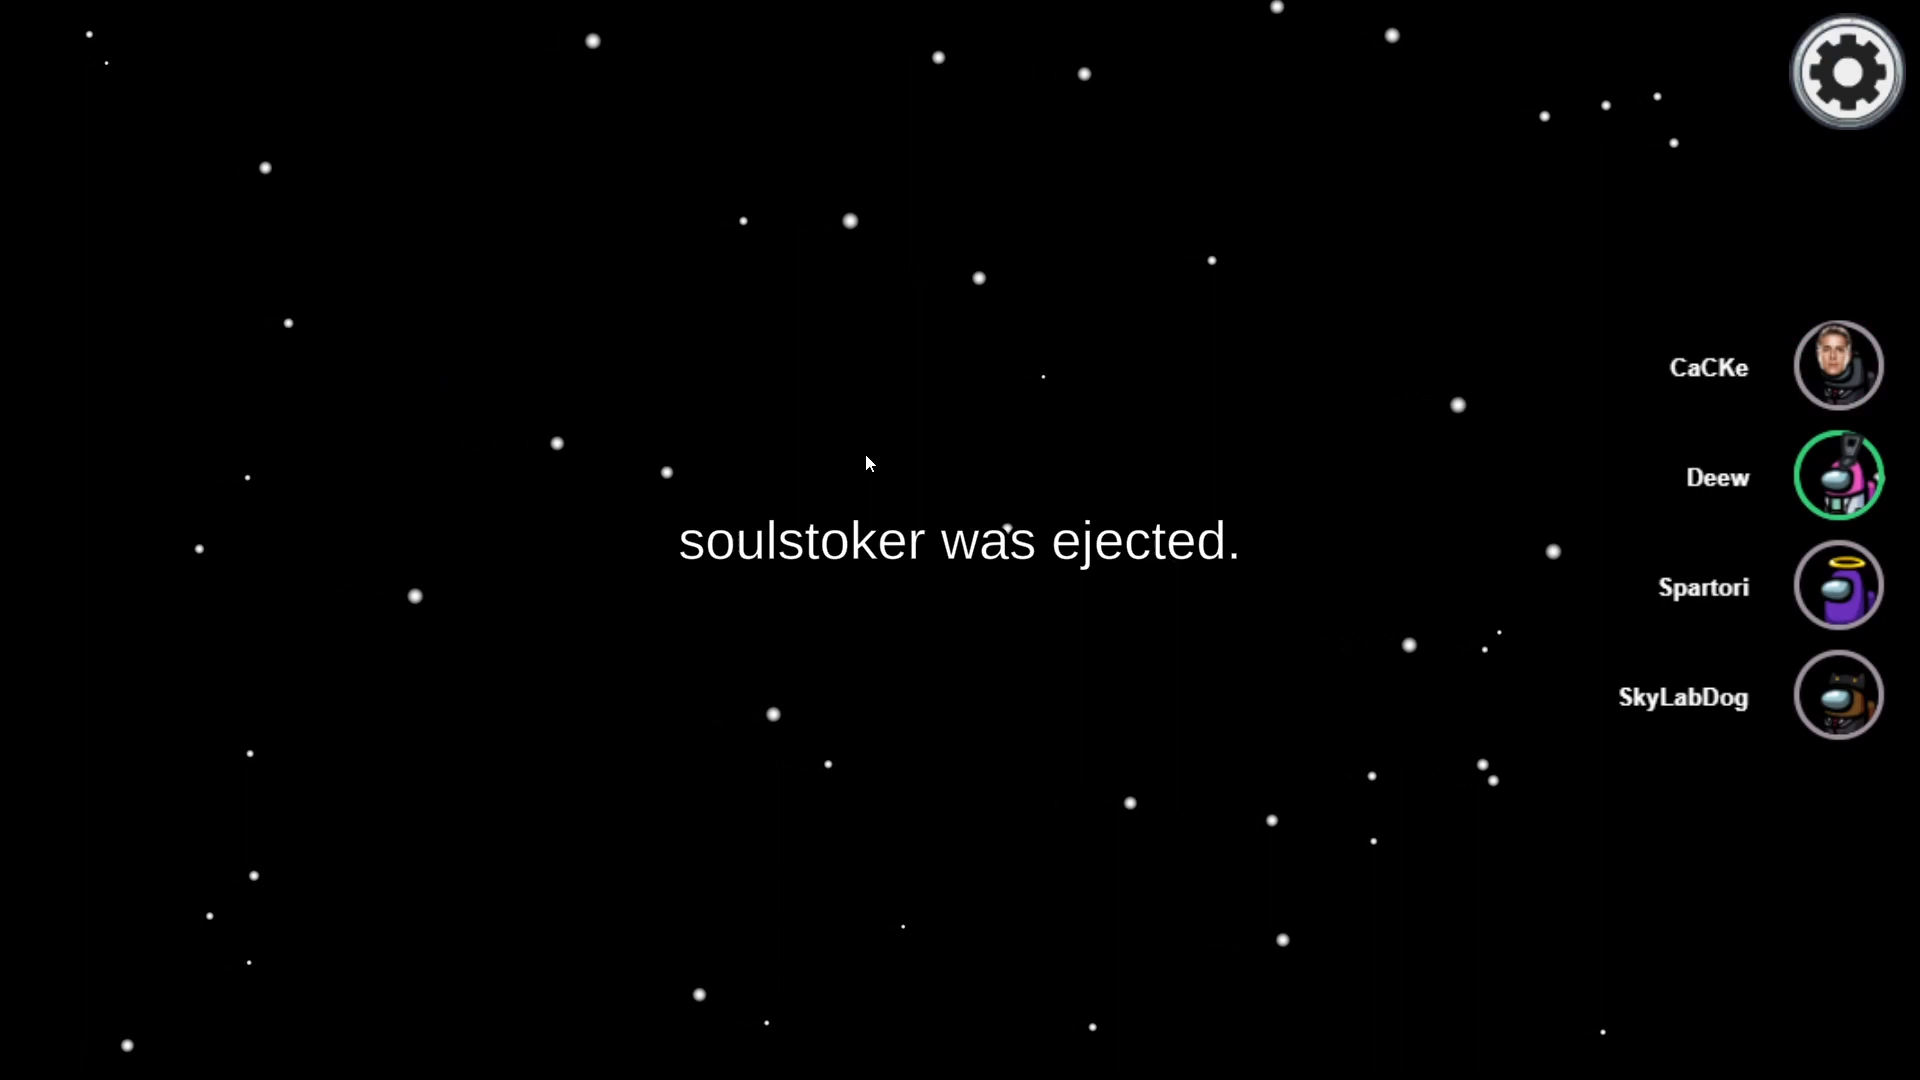 soulstoker was ejected.
CaCKe
Deew
Spartori
SkyLabDog